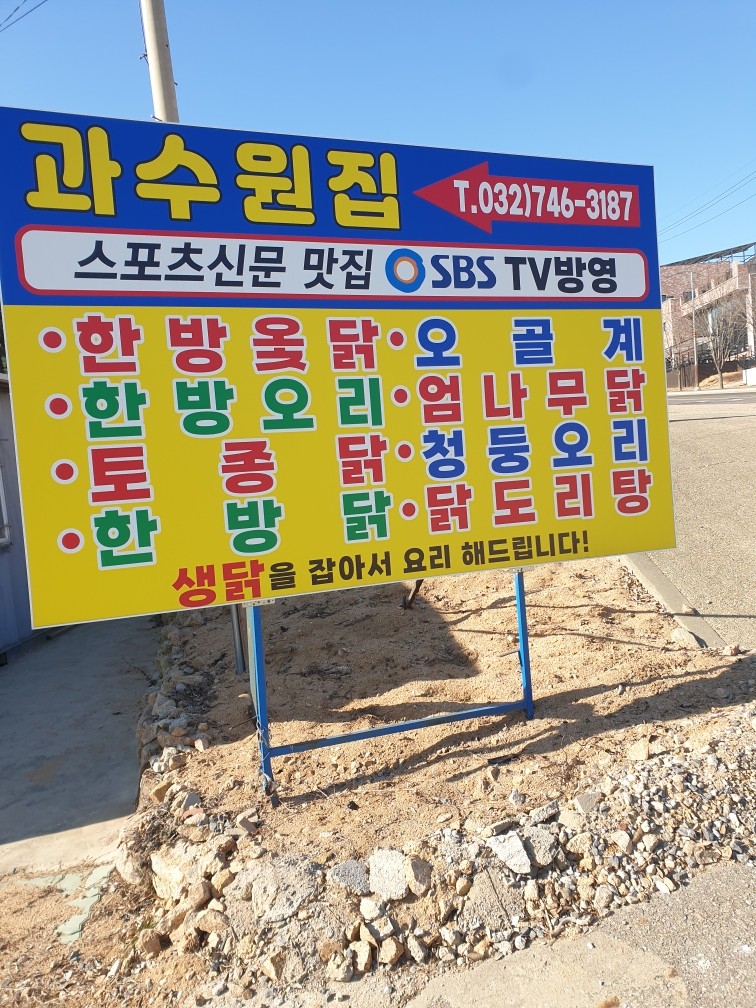 과수원집 T.032)746-3187
스포츠신문 맛집 SBS TV방영
•한방옻닭 •오골계
•한방오리 •엄나무닭
•토종닭 •청둥오리
•한방닭 •닭도리탕
생닭을 잡아서 요리 해드립니다!